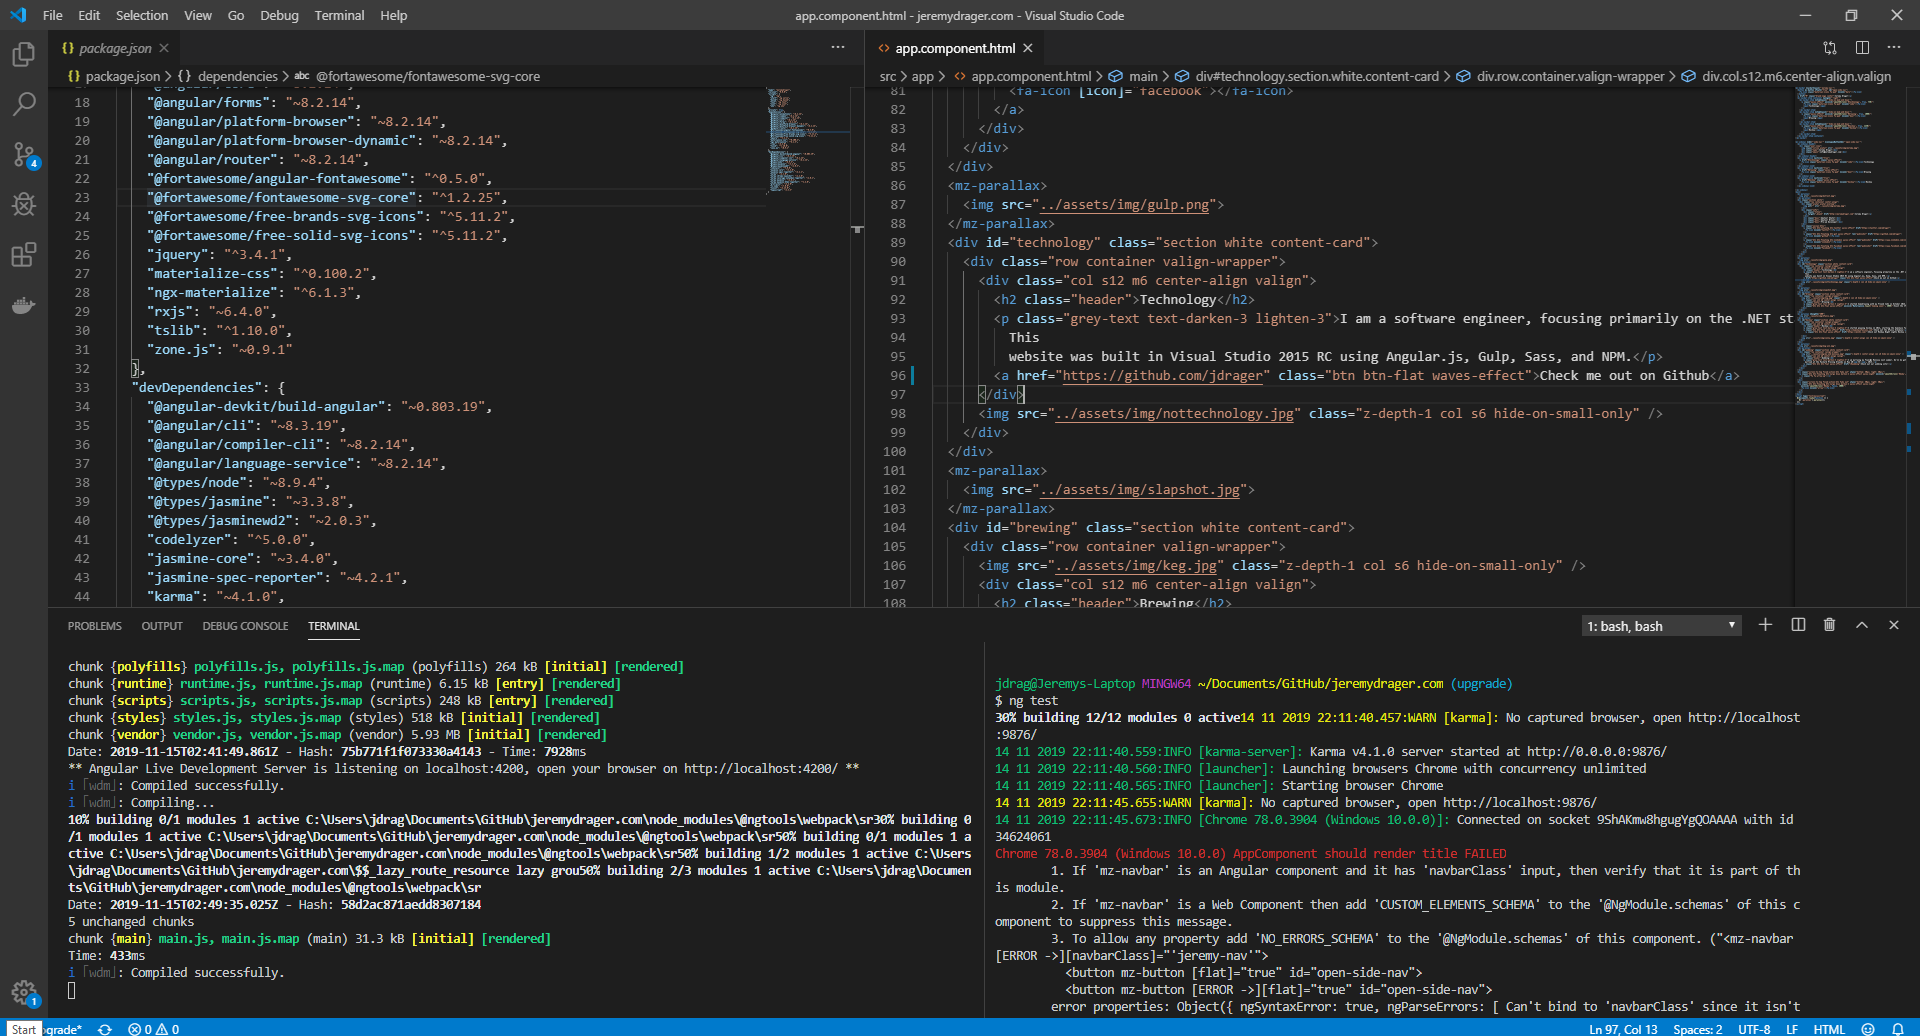 File Edit Selection View Go Debug Terminal Help
app.component.html - jeremydrager.com - Visual Studio Code
{} package.json
{} package.json > {} dependencies > abc @fortawesome/fontawesome-svg-core
18 "@angular/forms": "~8.2.14",
19 "@angular/platform-browser": "~8.2.14",
20 "@angular/platform-browser-dynamic": "~8.2.14",
21 "@angular/router": "~8.2.14",
22 "@fortawesome/angular-fontawesome": "^0.5.0",
23 "@fortawesome/fontawesome-svg-core": "^1.2.25",
24 "@fortawesome/free-brands-svg-icons": "^5.11.2",
25 "@fortawesome/free-solid-svg-icons": "^5.11.2",
26 "jquery": "^3.4.1",
27 "materialize-css": "^0.100.2",
28 "ngx-materialize": "^6.1.3",
29 "rxjs": "~6.4.0",
30 "tslib": "^1.10.0",
31 "zone.js": "~0.9.1"
32 },
33 "devDependencies": {
34 "@angular-devkit/build-angular": "~0.803.19",
35 "@angular/cli": "~8.3.19",
36 "@angular/compiler-cli": "~8.2.14",
37 "@angular/language-service": "~8.2.14",
38 "@types/node": "~8.9.4",
39 "@types/jasmine": "~3.3.8",
40 "@types/jasminewd2": "~2.0.3",
41 "codelyzer": "^5.0.0",
42 "jasmine-core": "~3.4.0",
43 "jasmine-spec-reporter": "~4.2.1",
44 "karma": "~4.1.0",
<> app.component.html
src > app > <> app.component.html > main > div#technology.section.white.content-card > div.row.container.valign-wrapper > div.col.s12.m6.center-align.valign
81 <fa-icon [icon]="facebook"></fa-icon>
82 </a>
83 </div>
84 </div>
85 </div>
86 <mz-parallax>
87 <img src="../assets/img/gulp.png">
88 </mz-parallax>
89 <div id="technology" class="section white content-card">
90 <div class="row container valign-wrapper">
91 <div class="col s12 m6 center-align valign">
92 <h2 class="header">Technology</h2>
93 <p class="grey-text text-darken-3 lighten-3">I am a software engineer, focusing primarily on the .NET st
94 This
95 website was built in Visual Studio 2015 RC using Angular.js, Gulp, Sass, and NPM.</p>
96 <a href="https://github.com/jdrager" class="btn btn-flat waves-effect">Check me out on Github</a>
97 </div>
98 <img src="../assets/img/nottechnology.jpg" class="z-depth-1 col s6 hide-on-small-only" />
99 </div>
100 </div>
101 <mz-parallax>
102 <img src="../assets/img/slapshot.jpg">
103 </mz-parallax>
104 <div id="brewing" class="section white content-card">
105 <div class="row container valign-wrapper">
106 <img src="../assets/img/keg.jpg" class="z-depth-1 col s6 hide-on-small-only" />
107 <div class="col s12 m6 center-align valign">
108 <h2 class="header">Brewing</h2>
4
PROBLEMS OUTPUT DEBUG CONSOLE TERMINAL
1: bash, bash
chunk {polyfills} polyfills.js, polyfills.js.map (polyfills) 264 kB [initial] [rendered]
chunk {runtime} runtime.js, runtime.js.map (runtime) 6.15 kB [entry] [rendered]
chunk {scripts} scripts.js, scripts.js.map (scripts) 248 kB [entry] [rendered]
chunk {styles} styles.js, styles.js.map (styles) 518 kB [initial] [rendered]
chunk {vendor} vendor.js, vendor.js.map (vendor) 5.93 MB [initial] [rendered]
Date: 2019-11-15T02:41:49.861Z - Hash: 75b771f1f073330a4143 - Time: 7928ms
** Angular Live Development Server is listening on localhost:4200, open your browser on http://localhost:4200/ **
i ｢wdm｣: Compiled successfully.
i ｢wdm｣: Compiling...
10% building 0/1 modules 1 active C:\Users\jdrag\Documents\GitHub\jeremydrager.com\node_modules\@ngtools\webpack\sr30% building 0
/1 modules 1 active C:\Users\jdrag\Documents\GitHub\jeremydrager.com\node_modules\@ngtools\webpack\sr50% building 0/1 modules 1 a
ctive C:\Users\jdrag\Documents\GitHub\jeremydrager.com\node_modules\@ngtools\webpack\sr50% building 1/2 modules 1 active C:\Users
\jdrag\Documents\GitHub\jeremydrager.com\$$_lazy_route_resource lazy grou50% building 2/3 modules 1 active C:\Users\jdrag\Documen
ts\GitHub\jeremydrager.com\node_modules\@ngtools\webpack\sr
Date: 2019-11-15T02:49:35.025Z - Hash: 58d2ac871aedd8307184
5 unchanged chunks
chunk {main} main.js, main.js.map (main) 31.3 kB [initial] [rendered]
Time: 433ms
i ｢wdm｣: Compiled successfully.
jdrag@Jeremys-Laptop MINGW64 ~/Documents/GitHub/jeremydrager.com (upgrade)
$ ng test
30% building 12/12 modules 0 active14 11 2019 22:11:40.457:WARN [karma]: No captured browser, open http://localhost
:9876/
14 11 2019 22:11:40.559:INFO [karma-server]: Karma v4.1.0 server started at http://0.0.0.0:9876/
14 11 2019 22:11:40.560:INFO [launcher]: Launching browsers Chrome with concurrency unlimited
14 11 2019 22:11:40.565:INFO [launcher]: Starting browser Chrome
14 11 2019 22:11:45.655:WARN [karma]: No captured browser, open http://localhost:9876/
14 11 2019 22:11:45.673:INFO [Chrome 78.0.3904 (Windows 10.0.0)]: Connected on socket 9ShAKmw8hgugYgQOAAAA with id
34624061
Chrome 78.0.3904 (Windows 10.0.0) AppComponent should render title FAILED
1. If 'mz-navbar' is an Angular component and it has 'navbarClass' input, then verify that it is part of th
is module.
2. If 'mz-navbar' is a Web Component then add 'CUSTOM_ELEMENTS_SCHEMA' to the '@NgModule.schemas' of this c
omponent to suppress this message.
3. To allow any property add 'NO_ERRORS_SCHEMA' to the '@NgModule.schemas' of this component. ("<mz-navbar
[ERROR ->][navbarClass]="'jeremy-nav'">
<button mz-button [flat]="true" id="open-side-nav">
<button mz-button [ERROR ->][flat]="true" id="open-side-nav">
error properties: Object({ ngSyntaxError: true, ngParseErrors: [ Can't bind to 'navbarClass' since it isn't
1
Start ograde* 0 0
Ln 97, Col 13 Spaces: 2 UTF-8 LF HTML